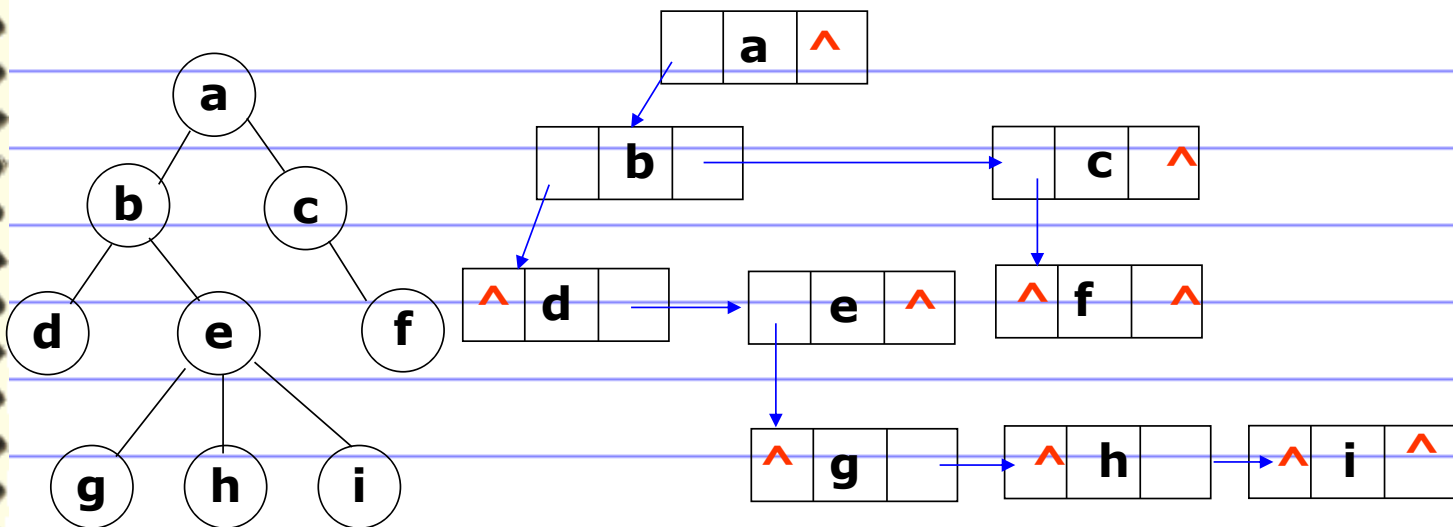 a
b c
d e f
g h i
a ^
b c ^
^ d e ^ ^ f ^
^ g ^ h ^ i ^